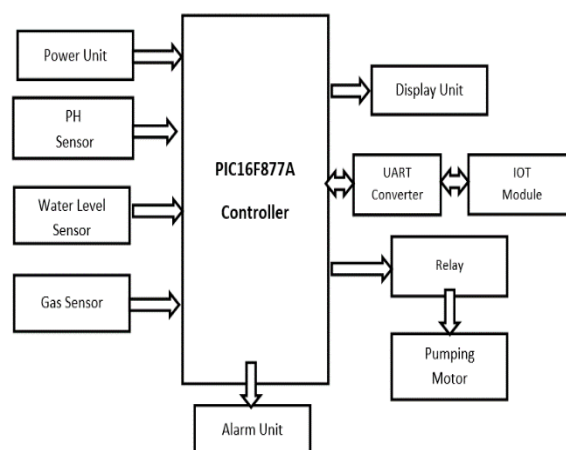 Power Unit
PH
Sensor
Water Level
Sensor
Gas Sensor
PIC16F877A
Controller
Display Unit
UART
Converter
IOT
Module
Relay
Pumping
Motor
Alarm Unit